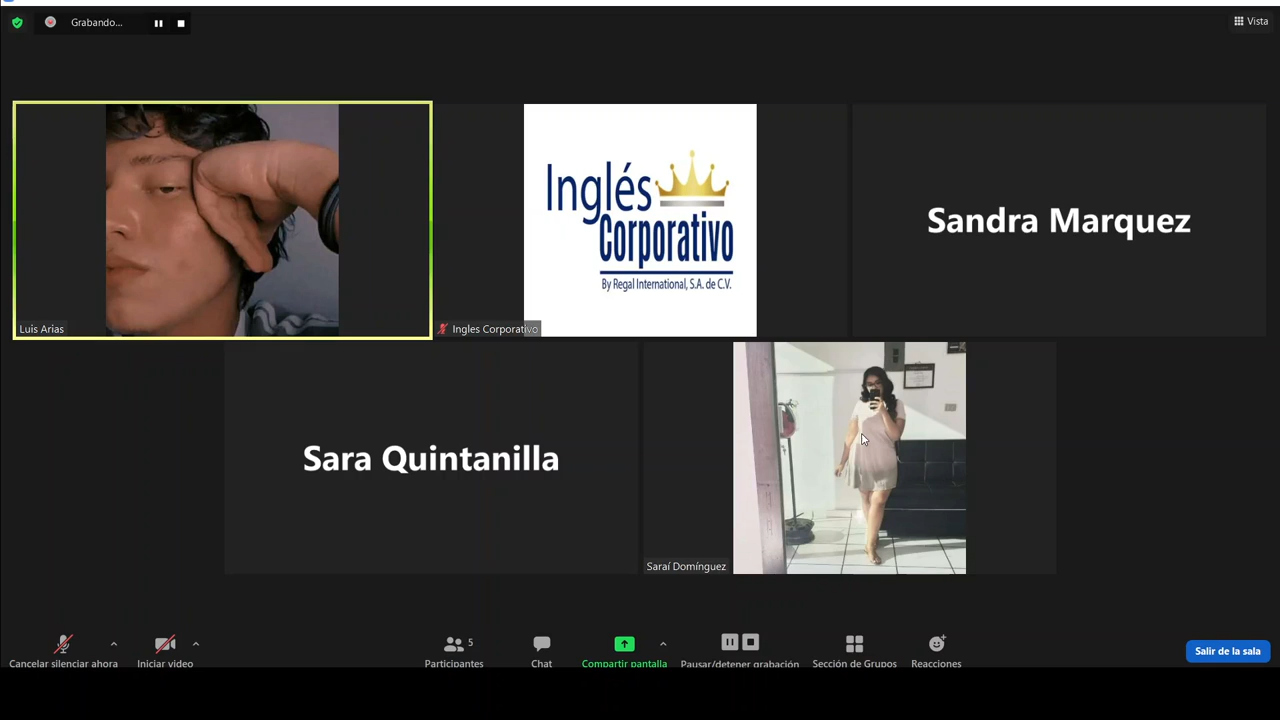 Grabando...
Vista
Luis Arias
Inglés
Corporativo
By Regal International, S.A. de C.V.
Ingles Corporativo
Sandra Marquez
Sara Quintanilla
Saraí Domínguez
Cancelar silenciar ahora
Iniciar video
5
Participantes
Chat
Compartir pantalla
Pausar/detener grabación
Sección de Grupos
Reacciones
Salir de la sala